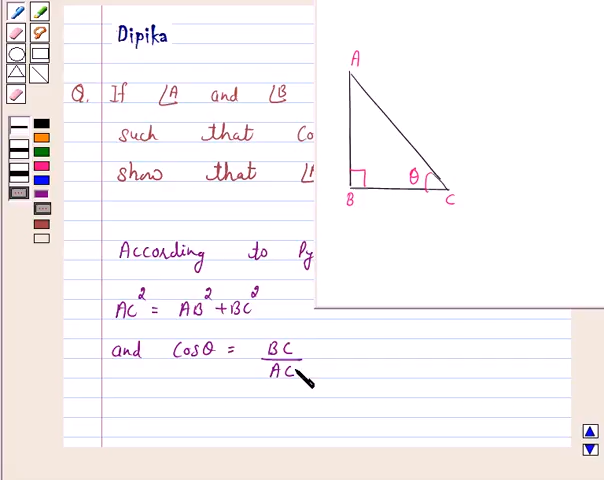 Dipika
Q. If ∠A and ∠B
such that Co
show that ∠A
According to Py
AC² = AB² + BC²
and Cosθ = BC/AC
A
θ
B
C